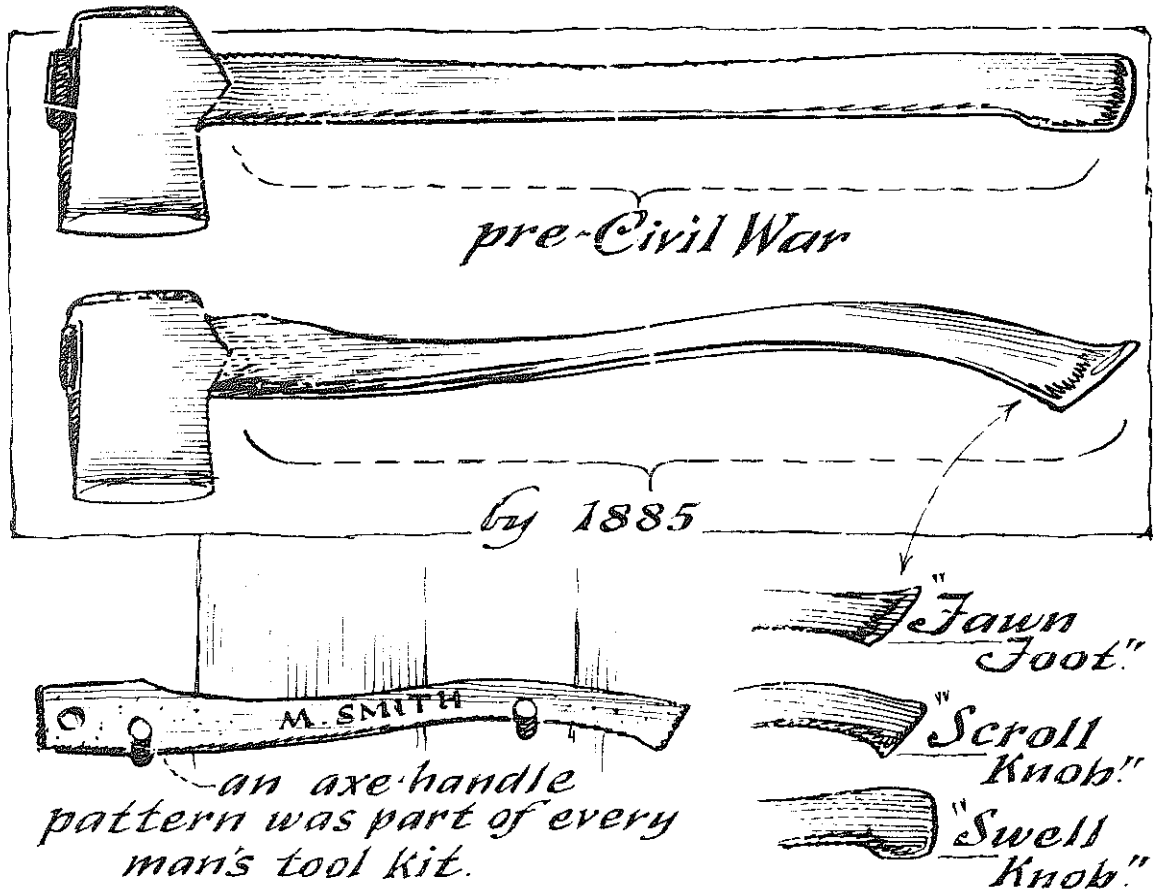 pre-Civil War
by 1885
M. SMITH
an axe-handle
pattern was part of every
man's tool kit.
"Fawn
Foot."
"Scroll
Knob."
"Swell
Knob."